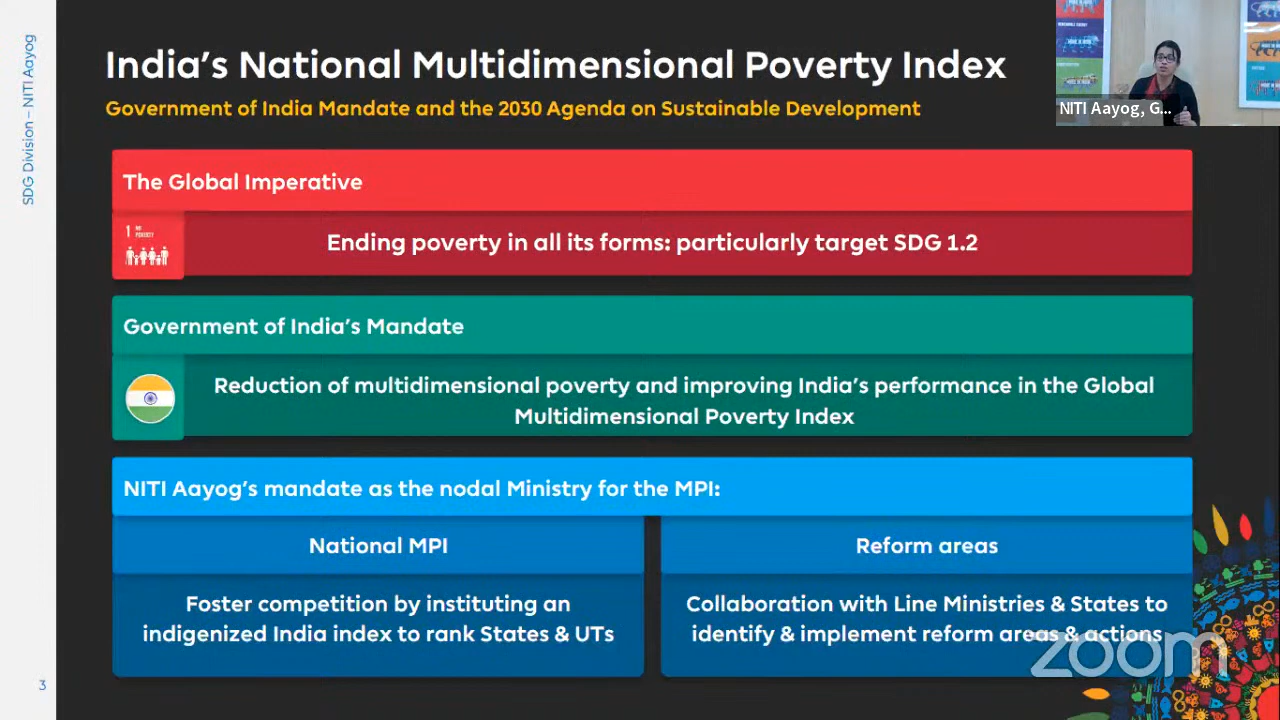 SDG Division – NITI Aayog
India's National Multidimensional Poverty Index
Government of India Mandate and the 2030 Agenda on Sustainable Development
NITI Aayog, G...
The Global Imperative
1 NO
POVERTY
Ending poverty in all its forms: particularly target SDG 1.2
Government of India's Mandate
Reduction of multidimensional poverty and improving India's performance in the Global
Multidimensional Poverty Index
NITI Aayog's mandate as the nodal Ministry for the MPI:
National MPI
Foster competition by instituting an
indigenized India index to rank States & UTs
Reform areas
Collaboration with Line Ministries & States to
identify & implement reform areas & actions
zoom
3